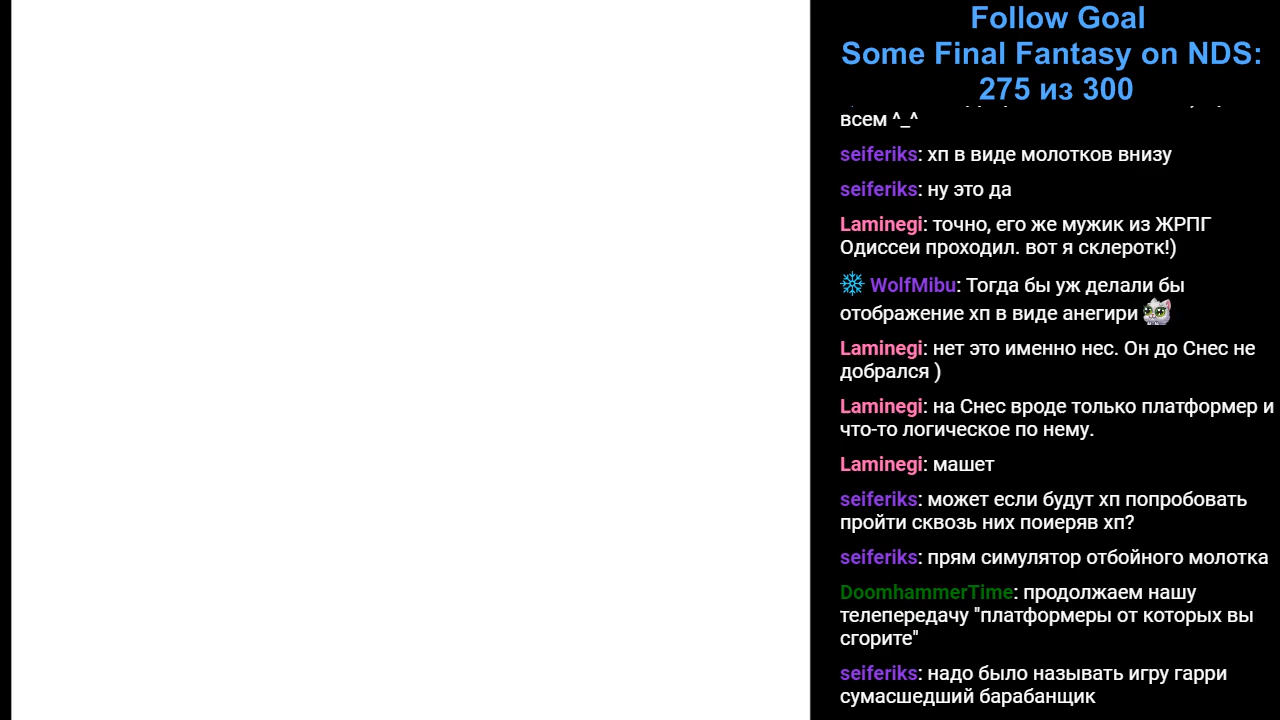 Follow Goal
Some Final Fantasy on NDS:
275 из 300
всем ^_^
seiferiks: хп в виде молотков внизу
seiferiks: ну это да
Laminegi: точно, его же мужик из ЖРПГ
Одиссеи проходил. вот я склеротк!)
WolfMibu: Тогда бы уж делали бы
отображение хп в виде анегири
Laminegi: нет это именно нес. Он до Снес не
добрался )
Laminegi: на Снес вроде только платформер и
что-то логическое по нему.
Laminegi: машет
seiferiks: может если будут хп попробовать
пройти сквозь них поиеряв хп?
seiferiks: прям симулятор отбойного молотка
DoomhammerTime: продолжаем нашу
телепередачу "платформеры от которых вы
сгорите"
seiferiks: надо было называть игру гарри
сумасшедший барабанщик